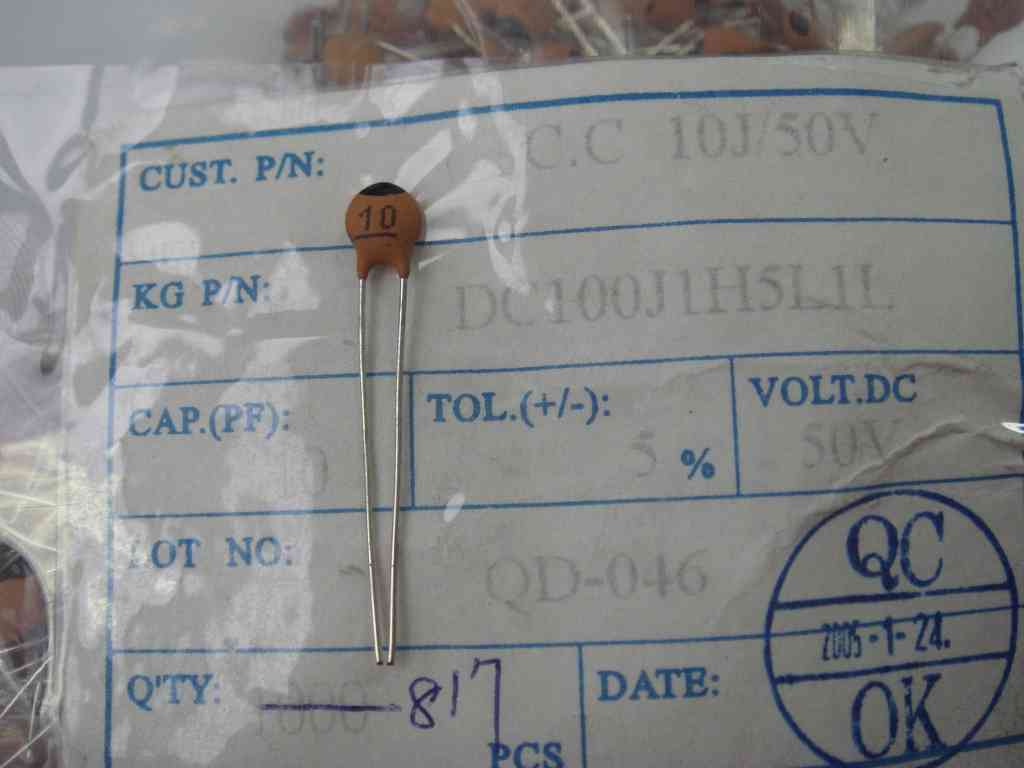 CUST. P/N: C.C 10J/50V
10
KG P/N: DC100J1H5L1L
CAP.(PF): 10 TOL.(+/-): 5 % VOLT.DC 50V
LOT NO: QD-046
QC
2005-1-24.
OK
Q'TY: 1000 817 PCS DATE: